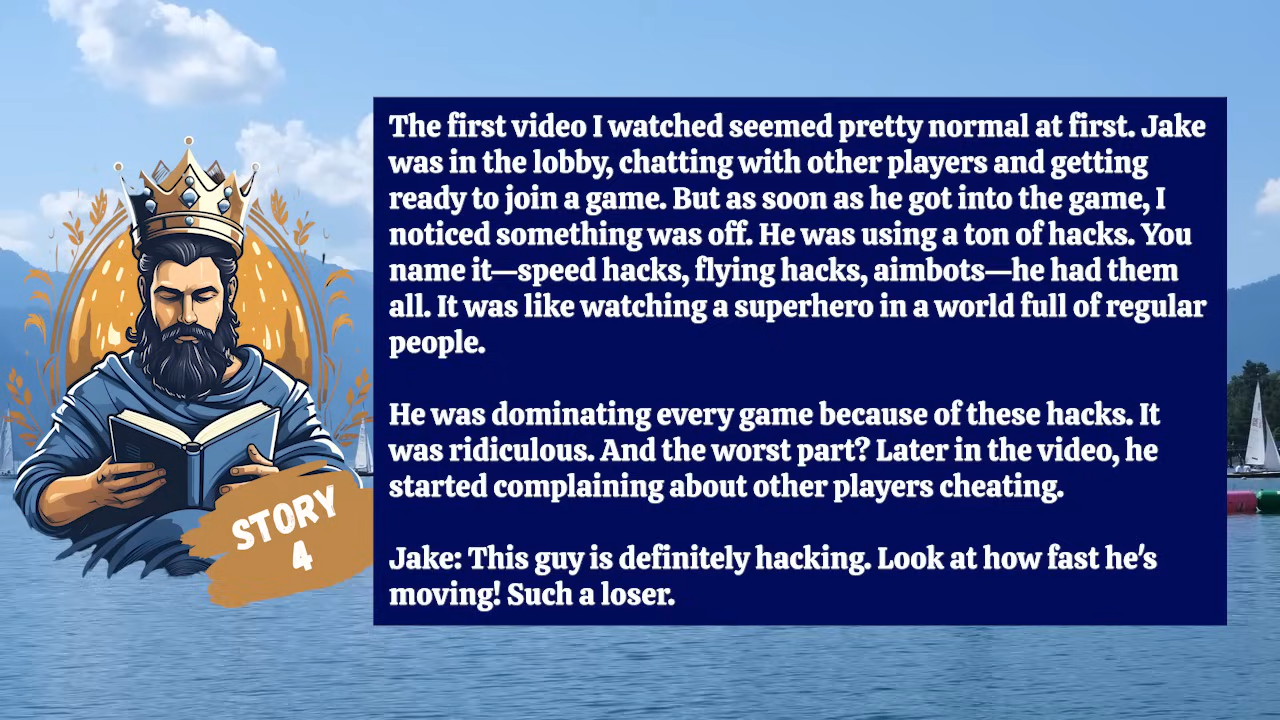 The first video I watched seemed pretty normal at first. Jake
was in the lobby, chatting with other players and getting
ready to join a game. But as soon as he got into the game, I
noticed something was off. He was using a ton of hacks. You
name it—speed hacks, flying hacks, aimbots—he had them
all. It was like watching a superhero in a world full of regular
people.
He was dominating every game because of these hacks. It
was ridiculous. And the worst part? Later in the video, he
started complaining about other players cheating.
Jake: This guy is definitely hacking. Look at how fast he's
moving! Such a loser.
STORY
4